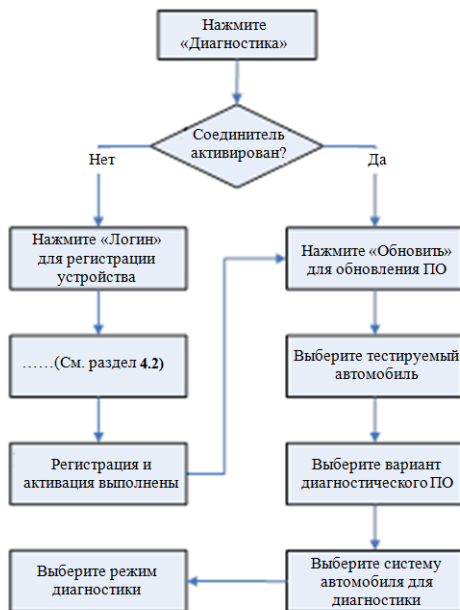 Нажмите
«Диагностика»
Соединитель
активирован?
Нет
Да
Нажмите «Логин»
для регистрации
устройства
Нажмите «Обновить»
для обновления ПО
......(См. раздел 4.2)
Выберите тестируемый
автомобиль
Регистрация и
активация выполнены
Выберите вариант
диагностического ПО
Выберите режим
диагностики
Выберите систему
автомобиля для
диагностики